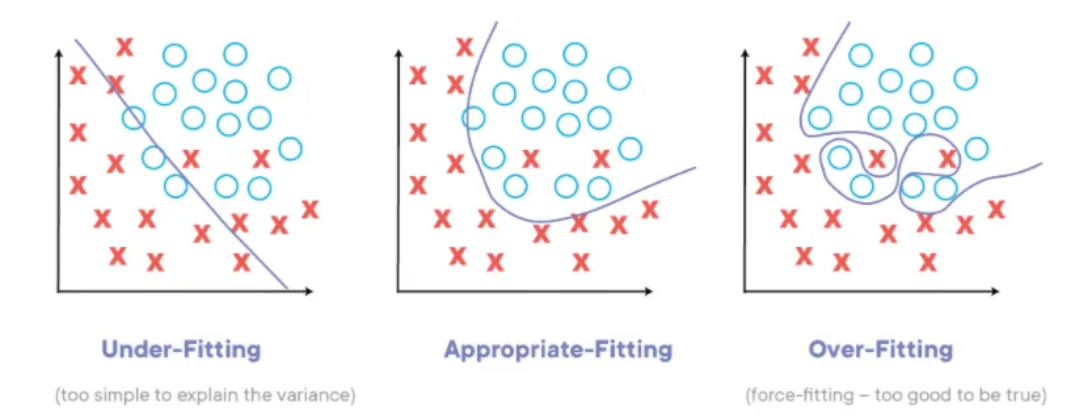 Under-Fitting
Appropriate-Fitting
Over-Fitting
(too simple to explain the variance)
(force-fitting – too good to be true)